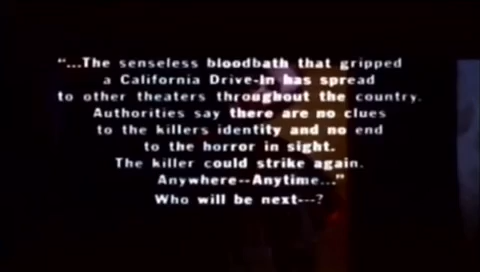 “...The senseless bloodbath that gripped
a California Drive-In has spread
to other theaters throughout the country.
Authorities say there are no clues
to the killers identity and no end
to the horror in sight.
The killer could strike again.
Anywhere--Anytime...”
Who will be next---?